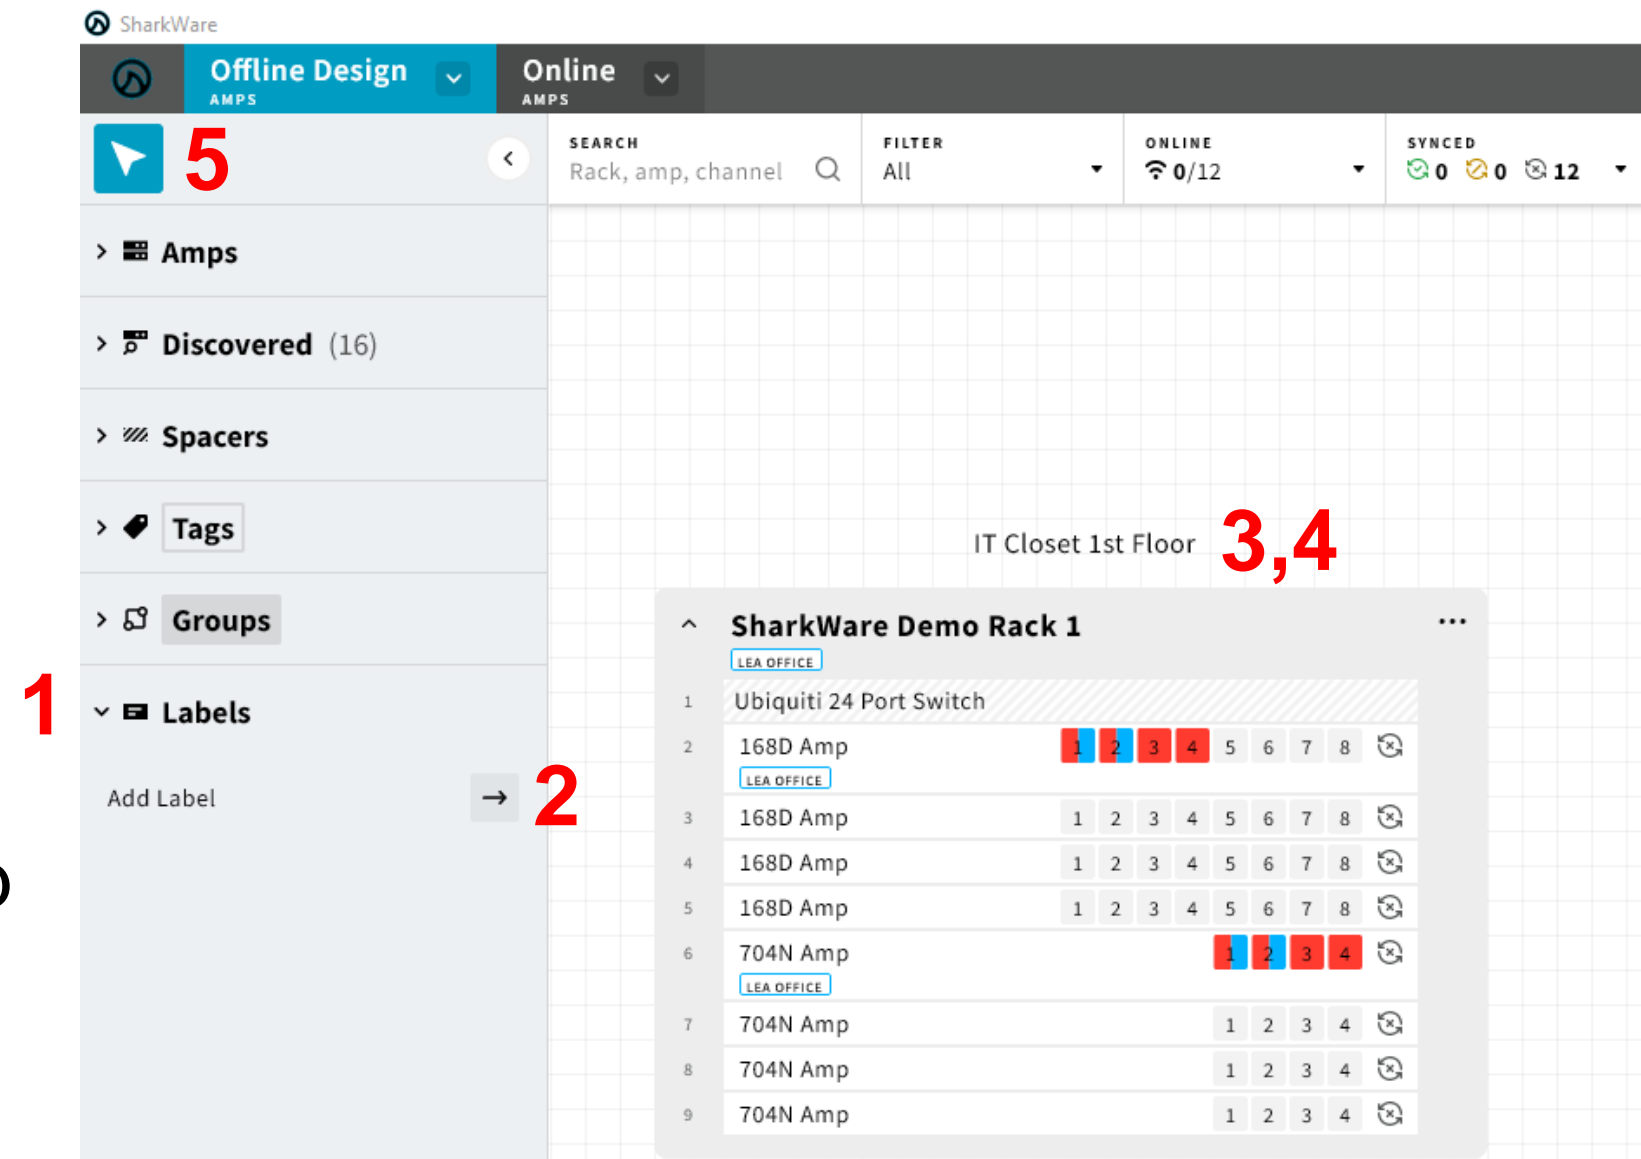 SharkWare
Offline Design
AMPS
Online
AMPS
5
SEARCH
Rack, amp, channel
FILTER
All
ONLINE
0/12
SYNCED
0 0 12
Amps
Discovered (16)
Spacers
Tags
Groups
1
Labels
Add Label
2
IT Closet 1st Floor
3,4
SharkWare Demo Rack 1
LEA OFFICE
1 Ubiquiti 24 Port Switch
2 168D Amp 1 2 3 4 5 6 7 8
LEA OFFICE
3 168D Amp 1 2 3 4 5 6 7 8
4 168D Amp 1 2 3 4 5 6 7 8
5 168D Amp 1 2 3 4 5 6 7 8
6 704N Amp 1 2 3 4
LEA OFFICE
7 704N Amp 1 2 3 4
8 704N Amp 1 2 3 4
9 704N Amp 1 2 3 4